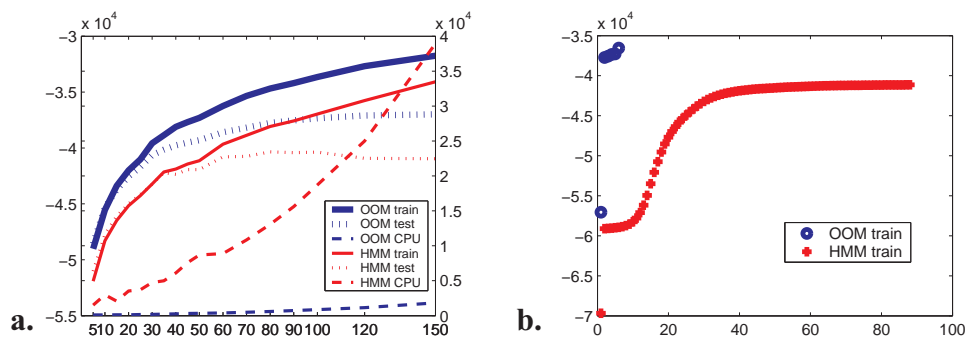 x 10^4
x 10^4
−3
−3.5
−4
−4.5
−5
−5.5
4
3.5
3
2.5
2
1.5
1
0.5
0
OOM train
OOM test
OOM CPU
HMM train
HMM test
HMM CPU
510 20 30 40 50 60 70 80 90 100 120 150
a.
x 10^4
−3.5
−4
−4.5
−5
−5.5
−6
−6.5
−7
OOM train
HMM train
0 20 40 60 80 100
b.